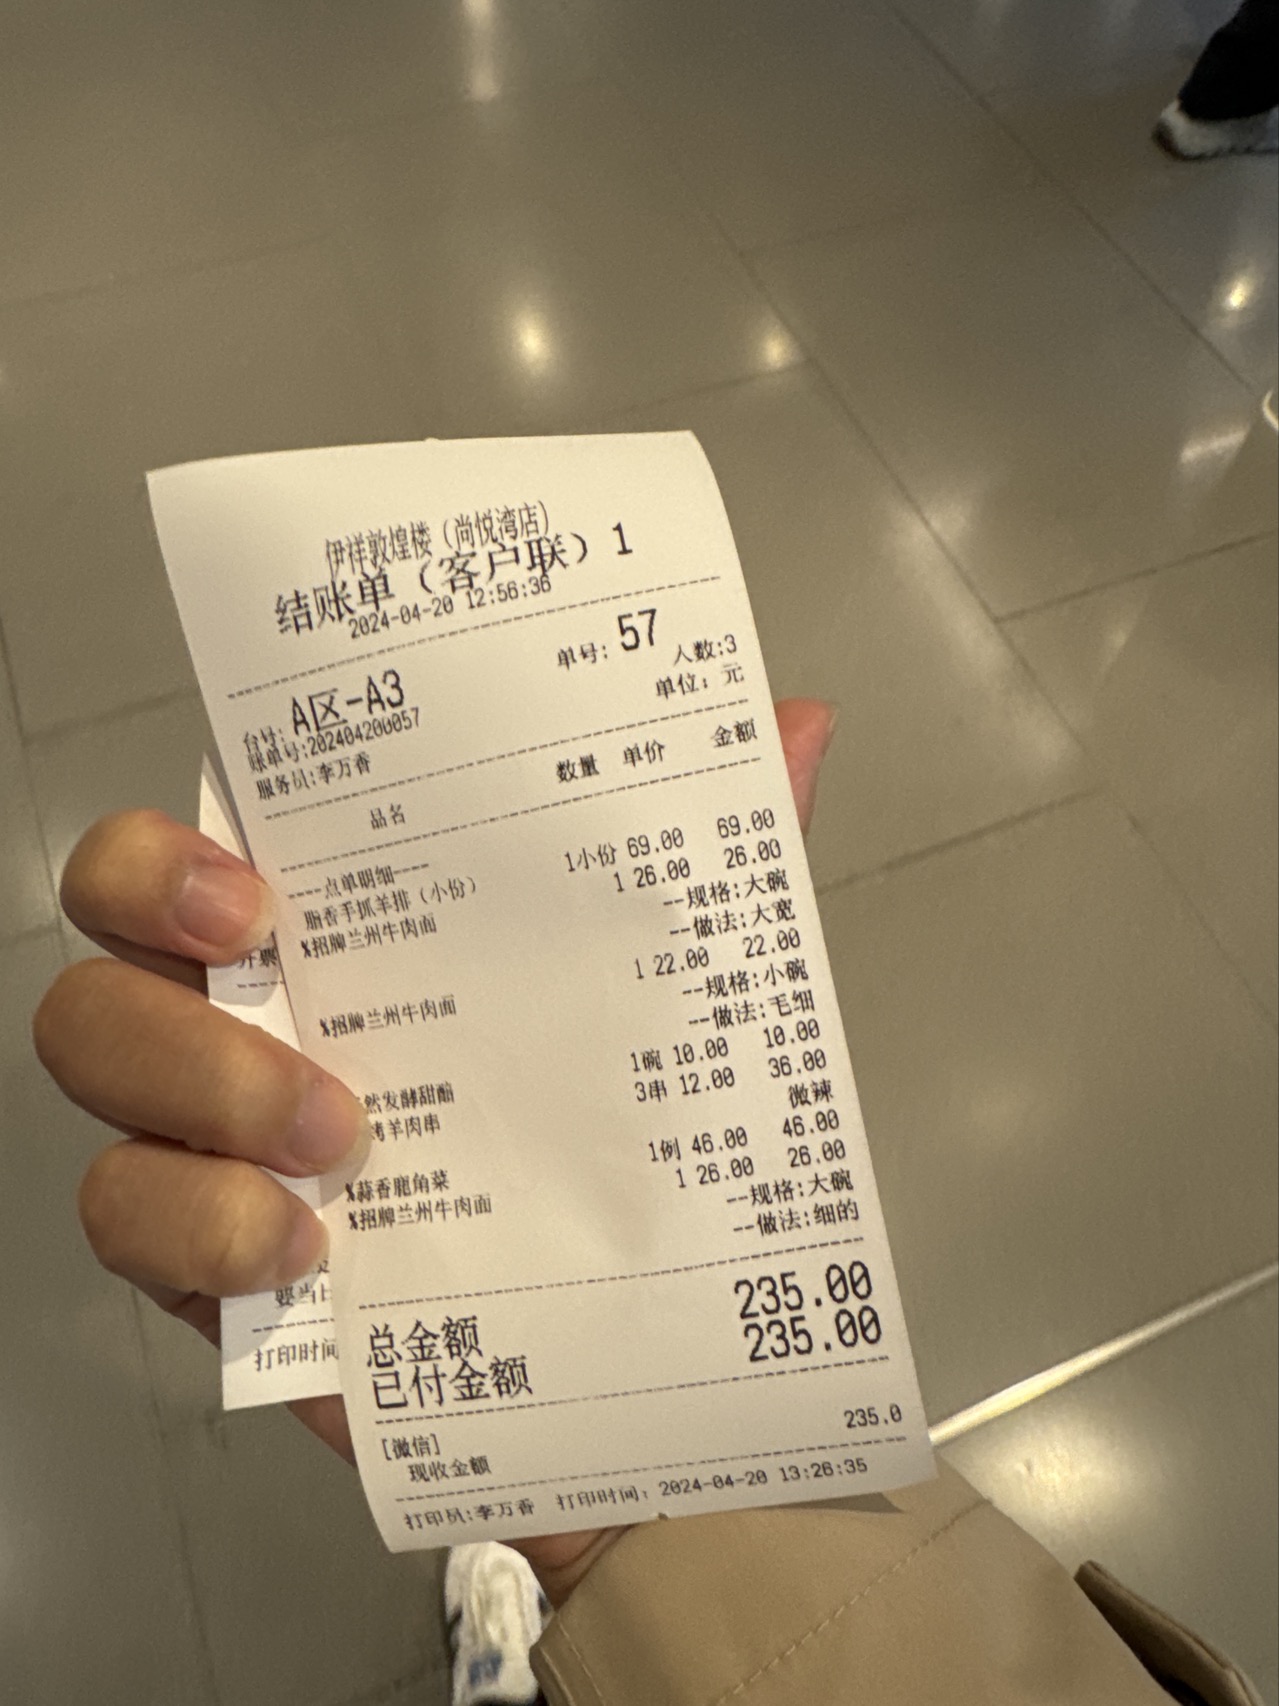 伊祥敦煌楼（尚悦湾店）
结账单（客户联）1
2024-04-20 12:56:36
台号: A区-A3 单号: 57
账单号:202404200057 人数:3
服务员:李万香 单位: 元
品名 数量 单价 金额
----点单明细----
脂香手抓羊排（小份） 1小份 69.00 69.00
%招牌兰州牛肉面 1 26.00 26.00
--规格:大碗
--做法:大宽
%招牌兰州牛肉面 1 22.00 22.00
--规格:小碗
--做法:毛细
然发酵甜醅 1碗 10.00 10.00
烤羊肉串 3串 12.00 36.00
微辣
%蒜香鹿角菜 1例 46.00 46.00
%招牌兰州牛肉面 1 26.00 26.00
--规格:大碗
--做法:细的
总金额 235.00
已付金额 235.00
[微信]
现收金额 235.0
打印员:李万香 打印时间: 2024-04-20 13:26:35
开票
要当
打印时间